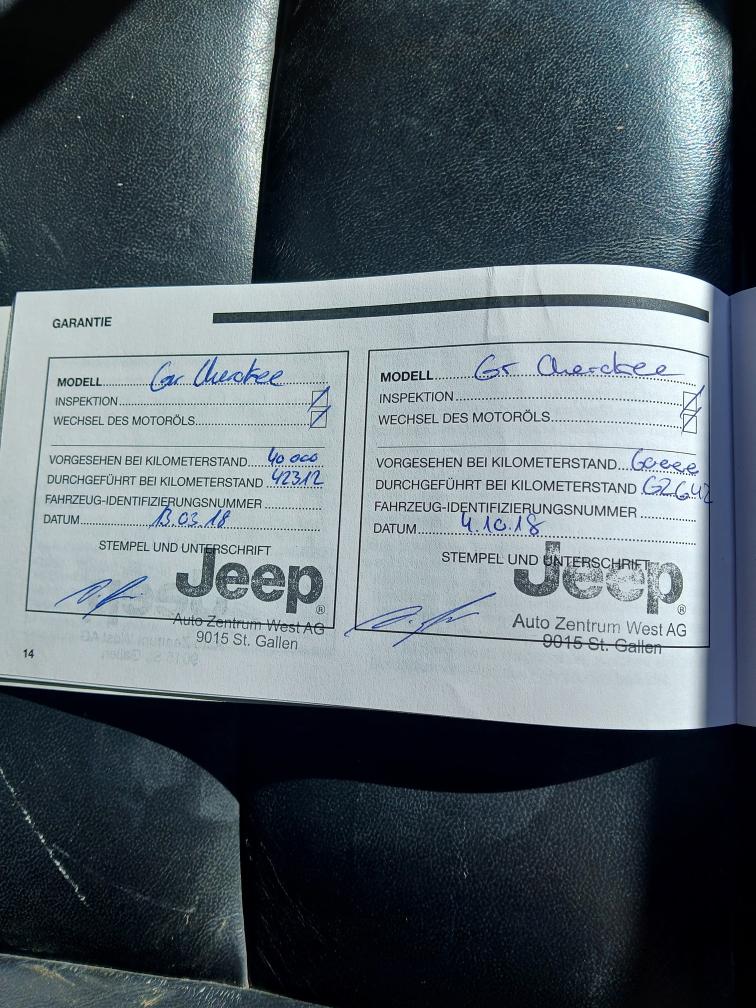 GARANTIE
MODELL Gr Cherokee
INSPEKTION
WECHSEL DES MOTORÖLS
VORGESEHEN BEI KILOMETERSTAND 40 000
DURCHGEFÜHRT BEI KILOMETERSTAND 42312
FAHRZEUG-IDENTIFIZIERUNGSNUMMER
DATUM 13.03.18
STEMPEL UND UNTERSCHRIFT
Jeep®
Auto Zentrum West AG
9015 St. Gallen
14
MODELL Gr Cherokee
INSPEKTION
WECHSEL DES MOTORÖLS
VORGESEHEN BEI KILOMETERSTAND 60000
DURCHGEFÜHRT BEI KILOMETERSTAND 62642
FAHRZEUG-IDENTIFIZIERUNGSNUMMER
DATUM 4.10.18
STEMPEL UND UNTERSCHRIFT
Jeep®
Auto Zentrum West AG
9015 St. Gallen